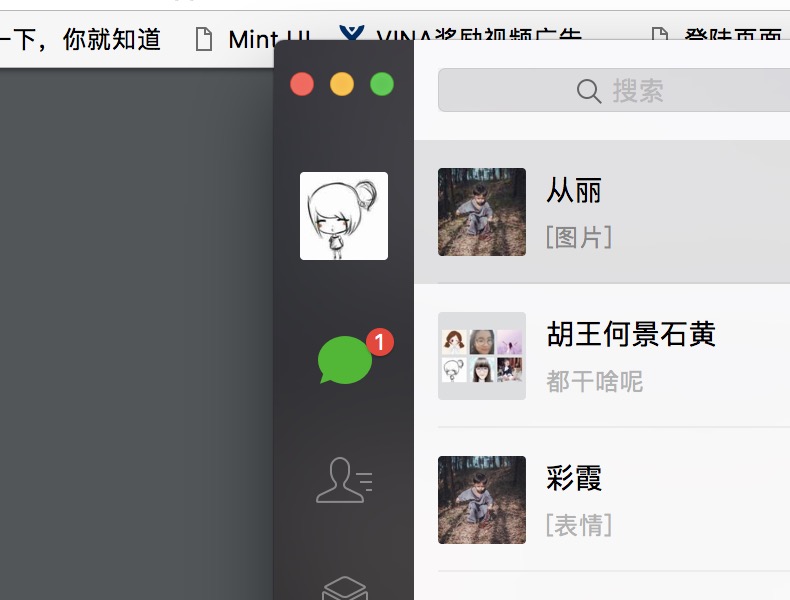 一下，你就知道
Mint UI
VINA奖励视频广告
登陆页面
搜索
从丽
[图片]
1
胡王何景石黄
都干啥呢
彩霞
[表情]